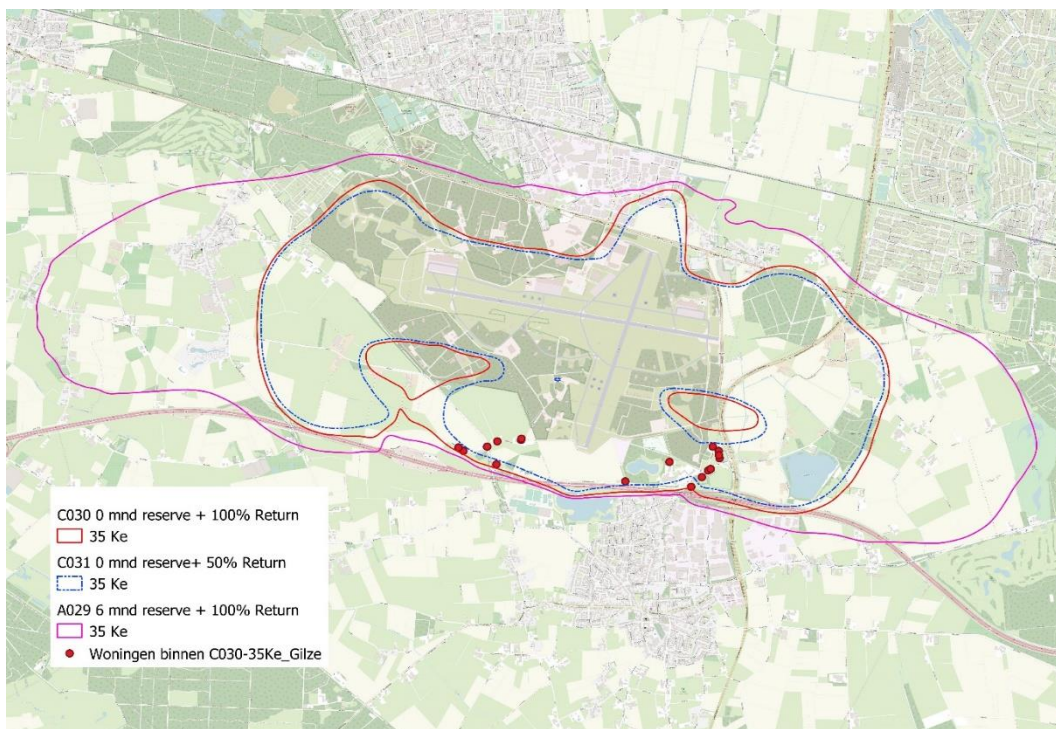 C030 0 mnd reserve + 100% Return
35 Ke
C031 0 mnd reserve+ 50% Return
35 Ke
A029 6 mnd reserve + 100% Return
35 Ke
Woningen binnen C030-35Ke_Gilze